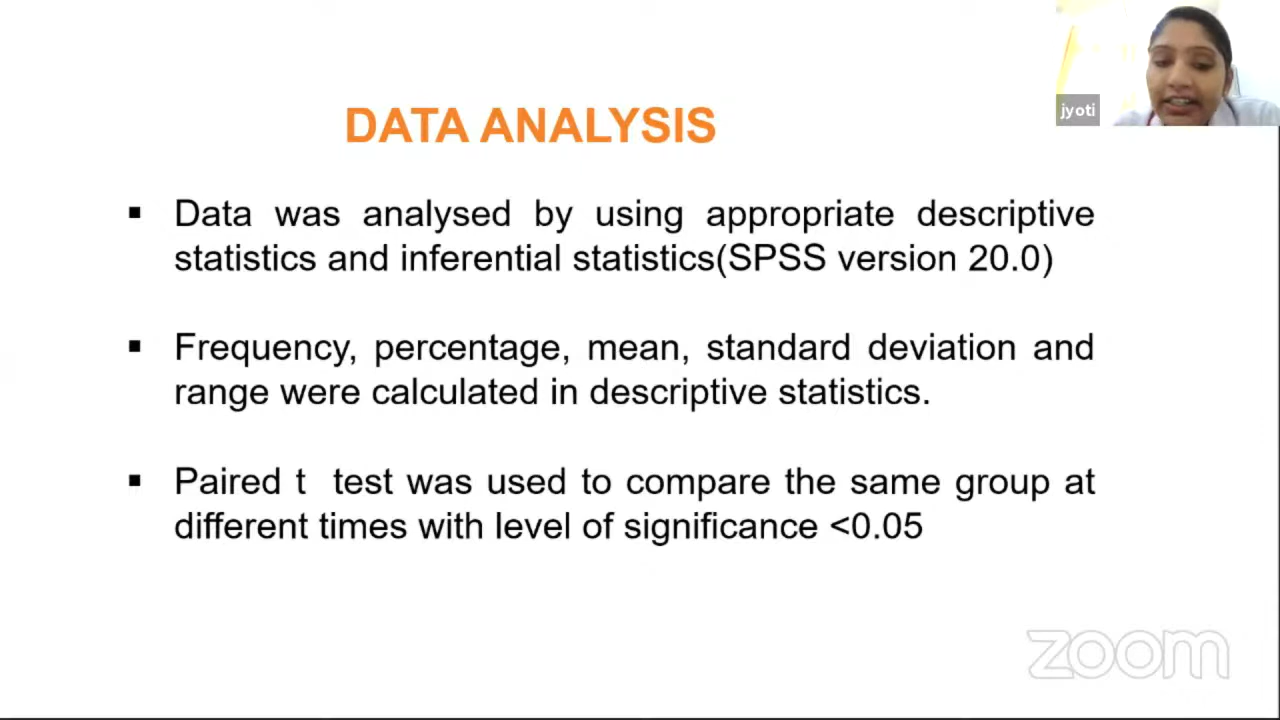 jyoti
DATA ANALYSIS
▪ Data was analysed by using appropriate descriptive
statistics and inferential statistics(SPSS version 20.0)
▪ Frequency, percentage, mean, standard deviation and
range were calculated in descriptive statistics.
▪ Paired t test was used to compare the same group at
different times with level of significance <0.05
zoom